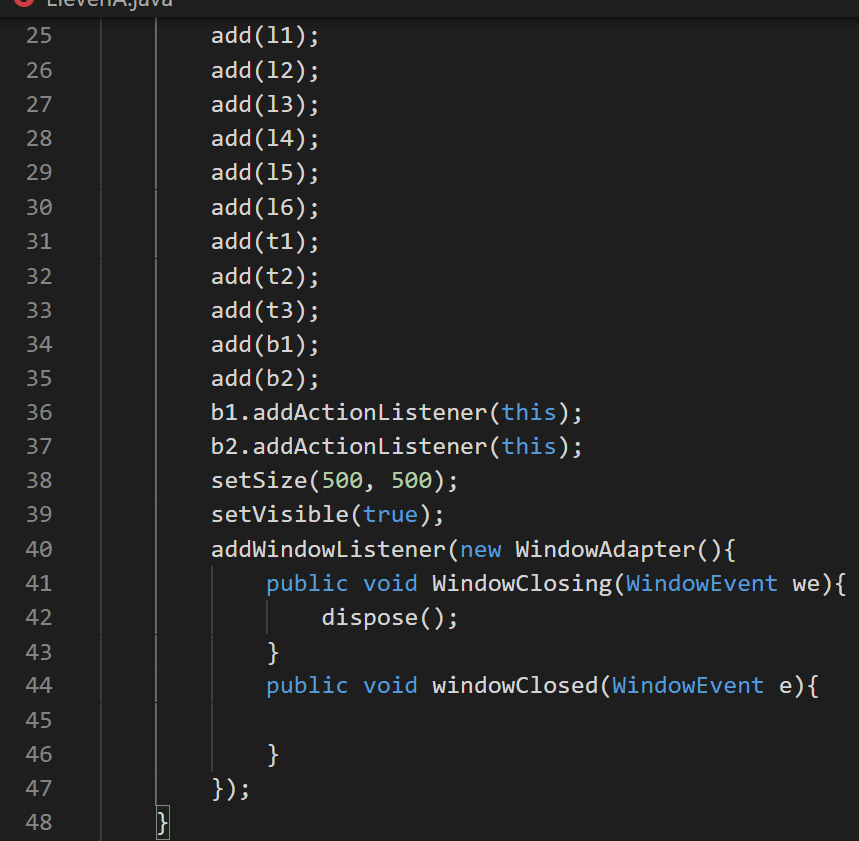 ElevenA.java
25 add(l1);
26 add(l2);
27 add(l3);
28 add(l4);
29 add(l5);
30 add(l6);
31 add(t1);
32 add(t2);
33 add(t3);
34 add(b1);
35 add(b2);
36 b1.addActionListener(this);
37 b2.addActionListener(this);
38 setSize(500, 500);
39 setVisible(true);
40 addWindowListener(new WindowAdapter(){
41 public void WindowClosing(WindowEvent we){
42 dispose();
43 }
44 public void windowClosed(WindowEvent e){
45
46 }
47 });
48 }